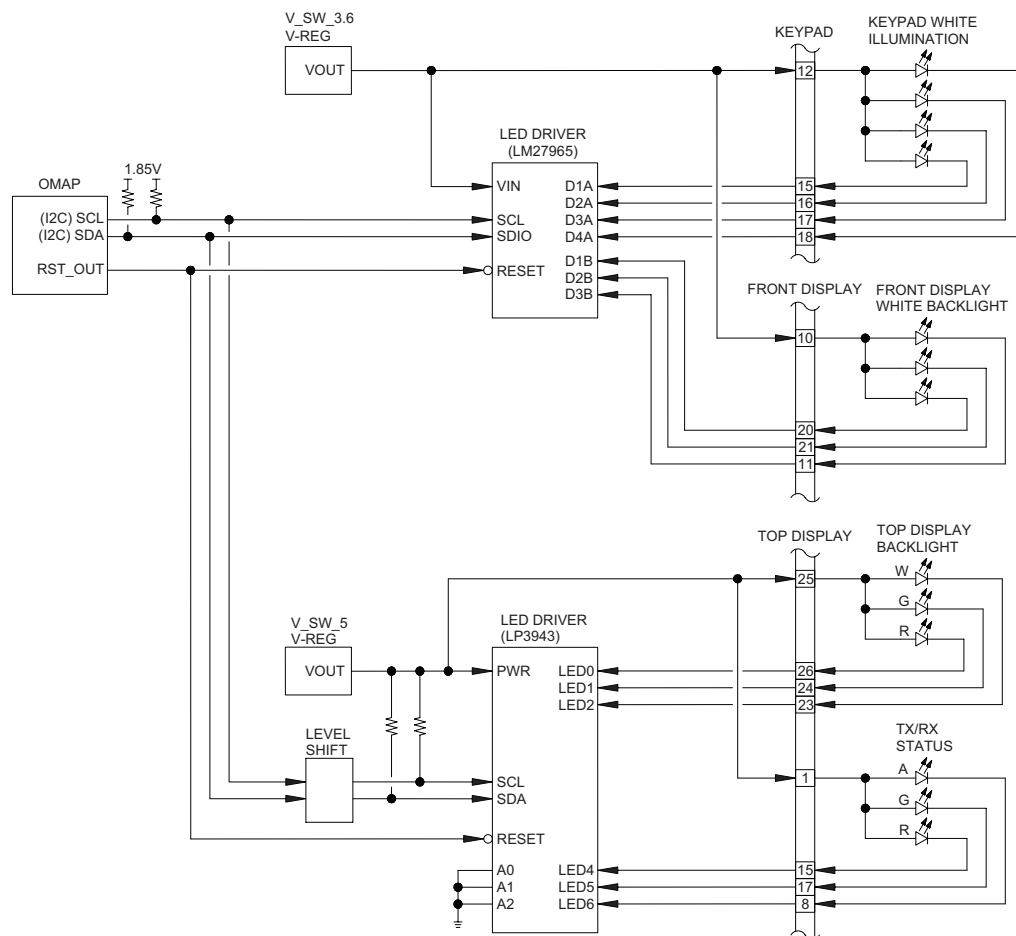 V_SW_3.6
V-REG
VOUT
KEYPAD
KEYPAD WHITE
ILLUMINATION
12
LED DRIVER
(LM27965)
1.85V
OMAP
(I2C) SCL
(I2C) SDA
RST_OUT
VIN
SCL
SDIO
RESET
D1A
D2A
D3A
D4A
D1B
D2B
D3B
15
16
17
18
FRONT DISPLAY
FRONT DISPLAY
WHITE BACKLIGHT
10
20
21
11
TOP DISPLAY
TOP DISPLAY
BACKLIGHT
25
W
G
R
V_SW_5
V-REG
VOUT
LED DRIVER
(LP3943)
PWR
LED0
LED1
LED2
26
24
23
LEVEL
SHIFT
SCL
SDA
RESET
A0
A1
A2
TX/RX
STATUS
1
A
G
R
LED4
LED5
LED6
15
17
8